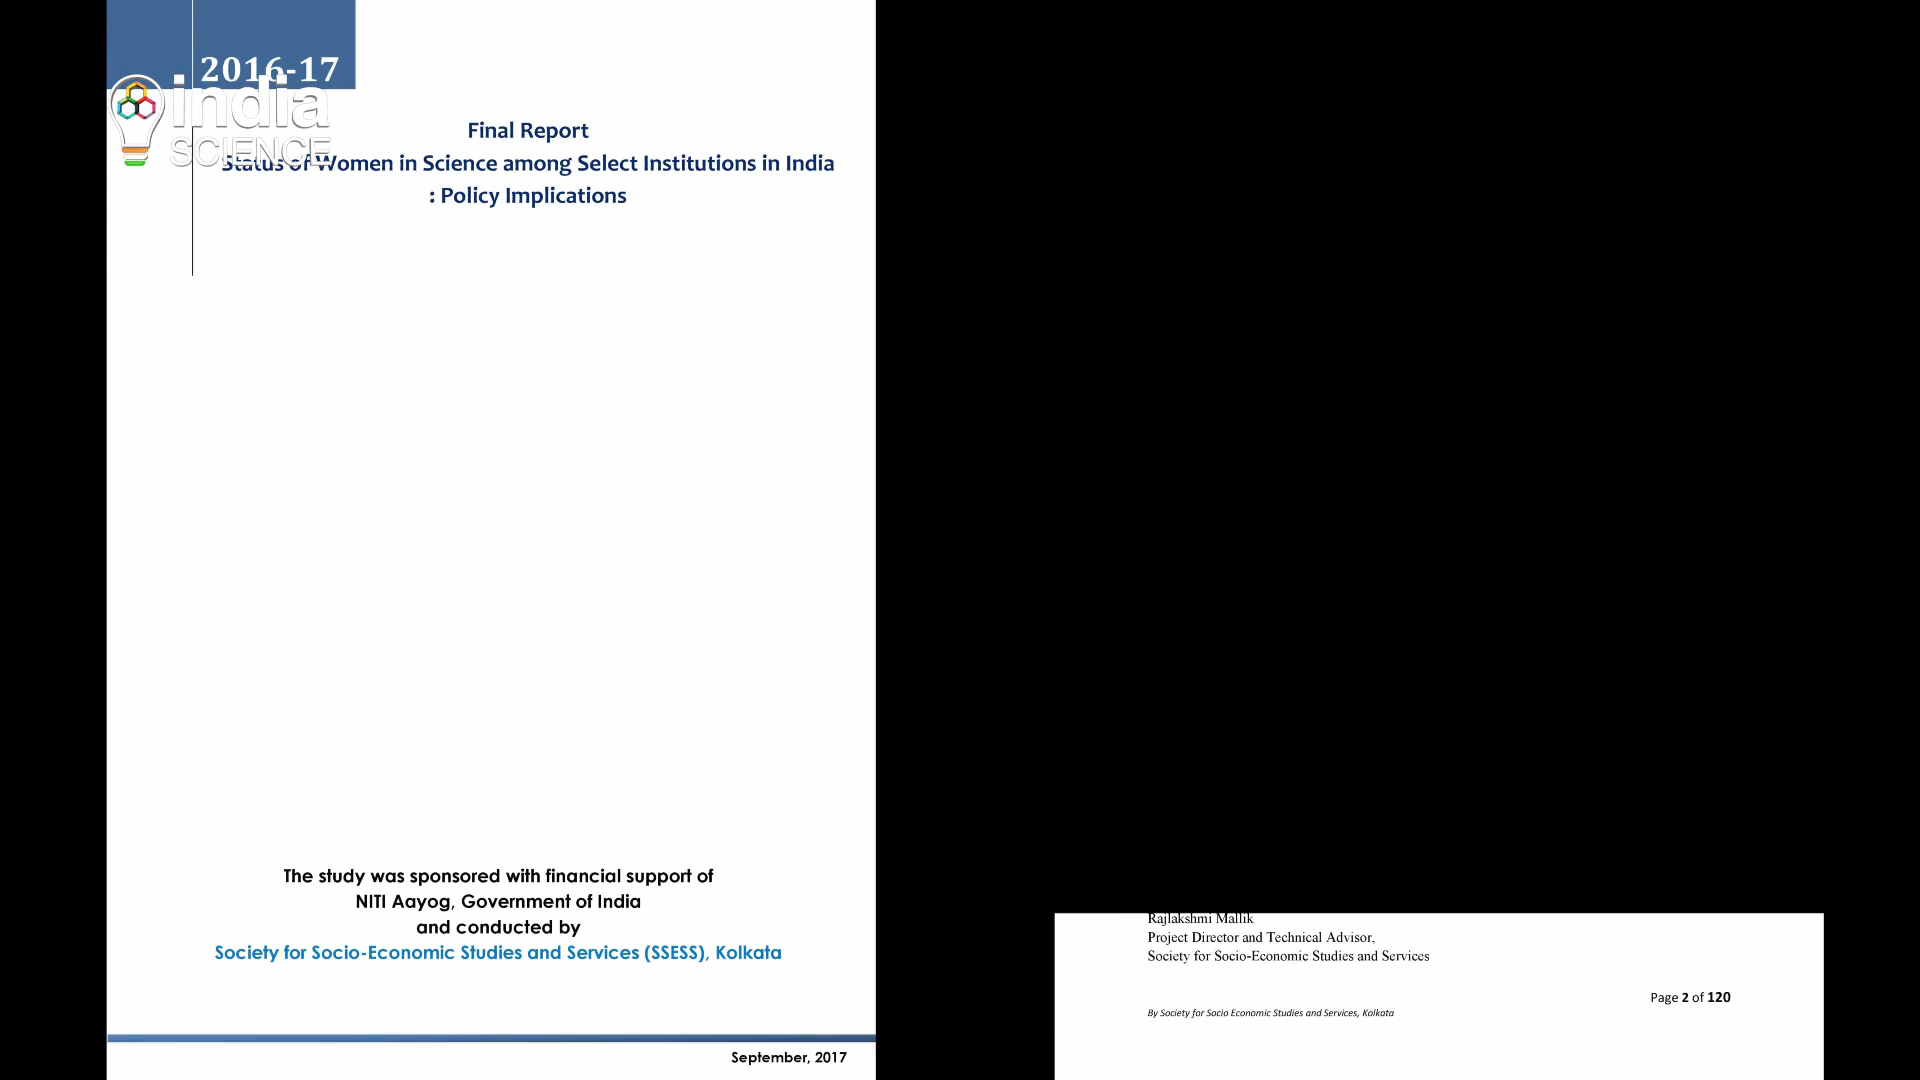 2016-17
india
SCIENCE
Final Report
Status of Women in Science among Select Institutions in India
: Policy Implications
The study was sponsored with financial support of
NITI Aayog, Government of India
and conducted by
Society for Socio-Economic Studies and Services (SSESS), Kolkata
September, 2017
Rajlakshmi Mallik
Project Director and Technical Advisor,
Society for Socio-Economic Studies and Services
Page 2 of 120
By Society for Socio Economic Studies and Services, Kolkata